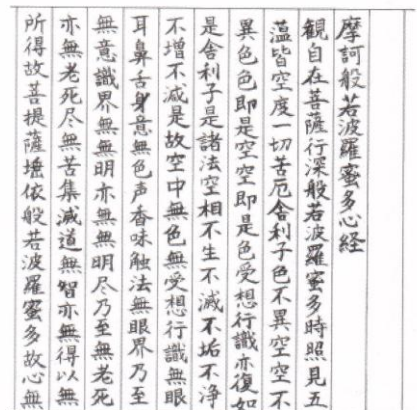 摩訶般若波羅蜜多心経
観自在菩薩行深般若波羅蜜多時照見五
薀皆空度一切苦厄舎利子色不異空空不
異色色即是空空即是色受想行識亦復如
是舎利子是諸法空相不生不滅不垢不浄
不増不減是故空中無色無受想行識無眼
耳鼻舌身意無色声香味触法無眼界乃至
無意識界無無明亦無無明尽乃至無老死
亦無老死尽無苦集滅道無智亦無得以無
所得故菩提薩埵依般若波羅蜜多故心無